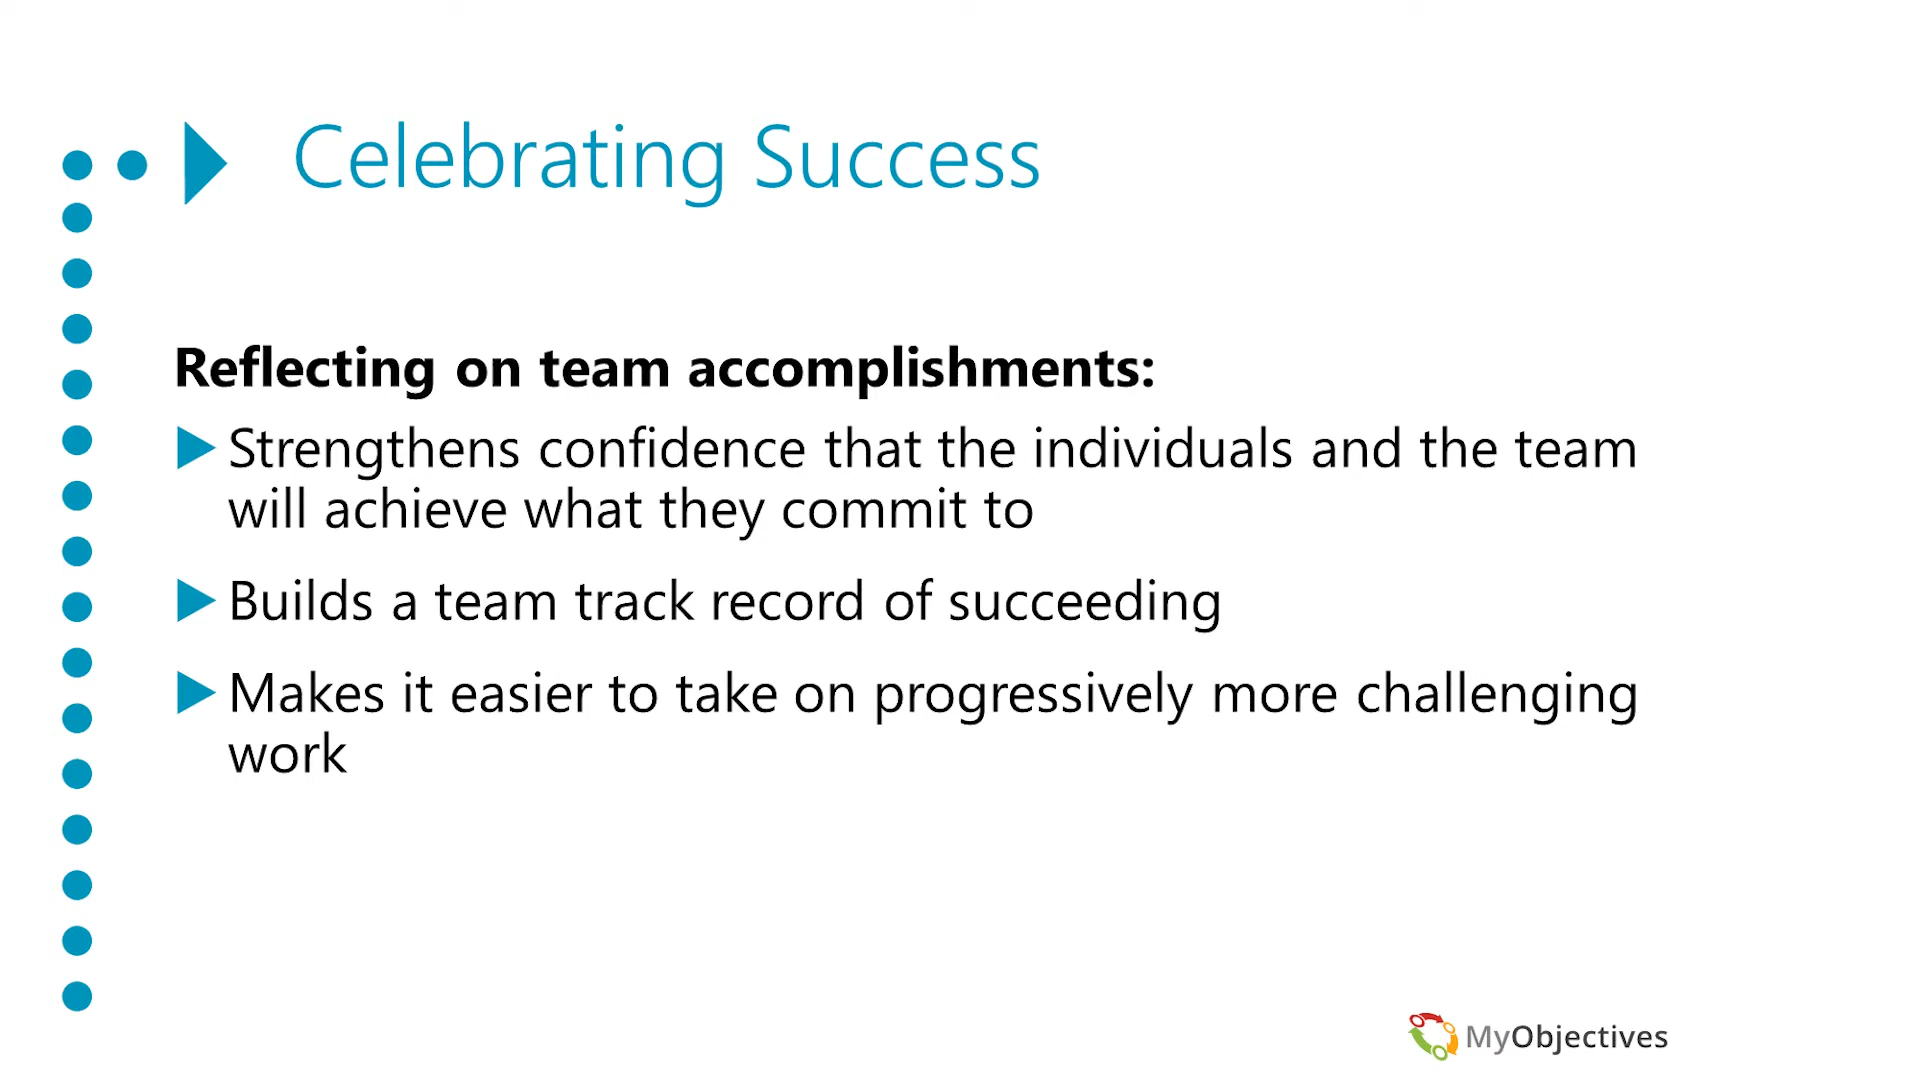 Celebrating Success
Reflecting on team accomplishments:
Strengthens confidence that the individuals and the team
will achieve what they commit to
Builds a team track record of succeeding
Makes it easier to take on progressively more challenging
work
MyObjectives